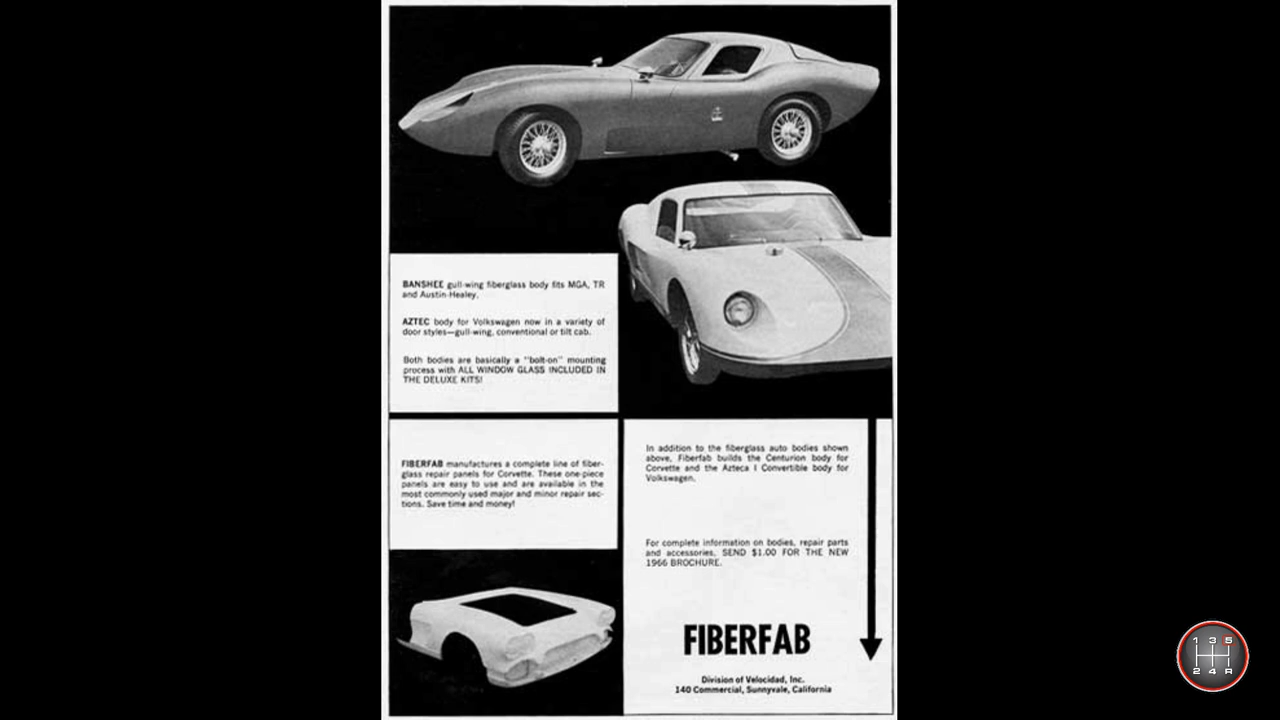 BANSHEE gull-wing fiberglass body fits MGA, TR
and Austin-Healey.
AZTEC body for Volkswagen now in a variety of
door styles—gull-wing, conventional or tilt cab.
Both bodies are basically a "bolt-on" mounting
process with ALL WINDOW GLASS INCLUDED IN
THE DELUXE KITS!
FIBERFAB manufactures a complete line of fiber-
glass repair panels for Corvette. These one-piece
panels are easy to use and are available in the
most commonly used major and minor repair sec-
tions. Save time and money!
In addition to the fiberglass auto bodies shown
above, Fiberfab builds the Centurion body for
Corvette and the Azteca I Convertible body for
Volkswagen.
For complete information on bodies, repair parts
and accessories, SEND $1.00 FOR THE NEW
1966 BROCHURE.
FIBERFAB
Division of Velocidad, Inc.
140 Commercial, Sunnyvale, California
1 3 5
2 4 R